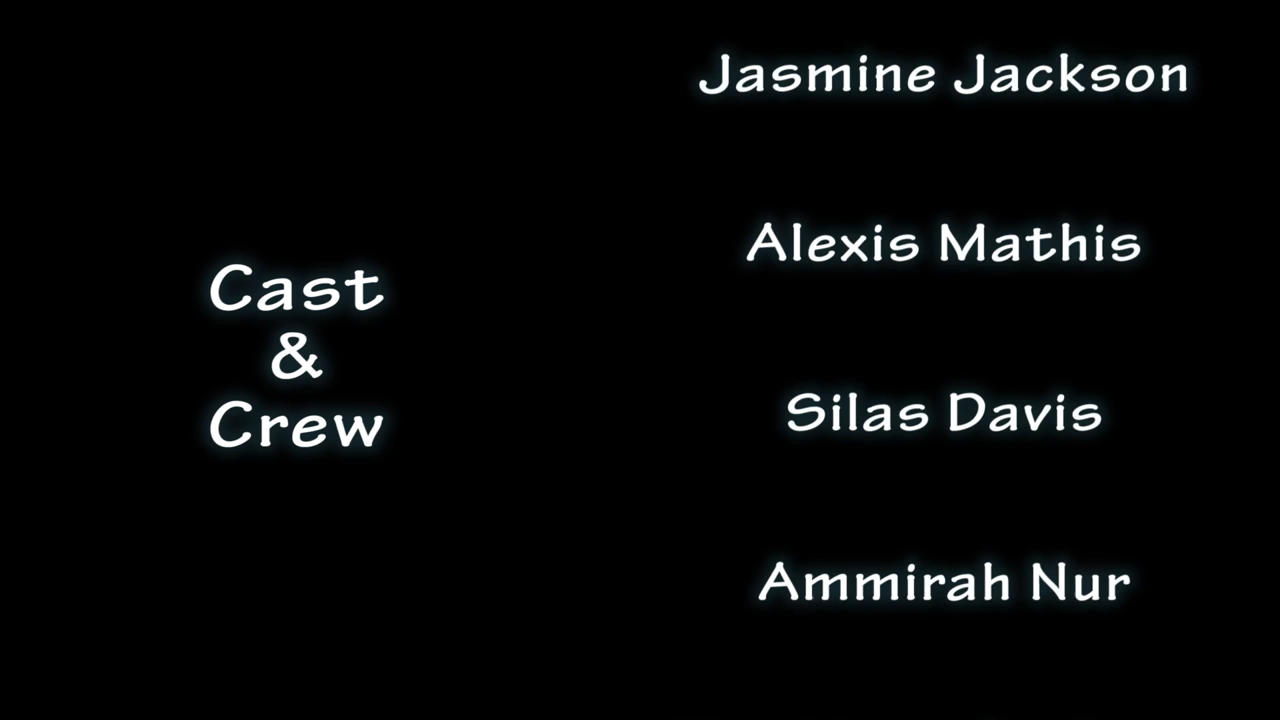 Cast
&
Crew
Jasmine Jackson
Alexis Mathis
Silas Davis
Ammirah Nur